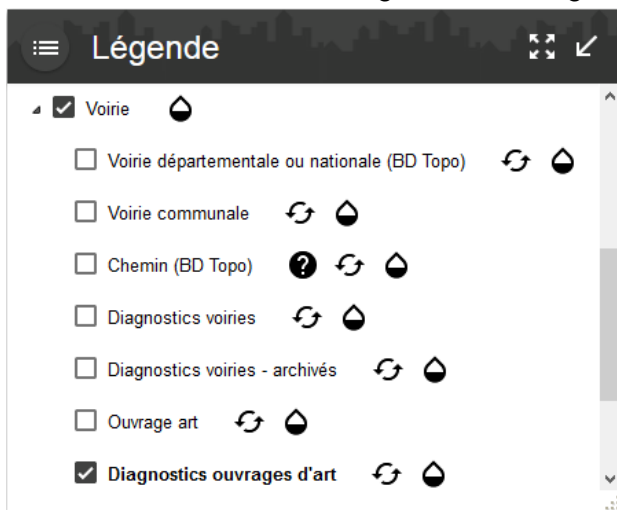 Légende
Voirie
Voirie départementale ou nationale (BD Topo)
Voirie communale
Chemin (BD Topo) ?
Diagnostics voiries
Diagnostics voiries - archivés
Ouvrage art
Diagnostics ouvrages d'art